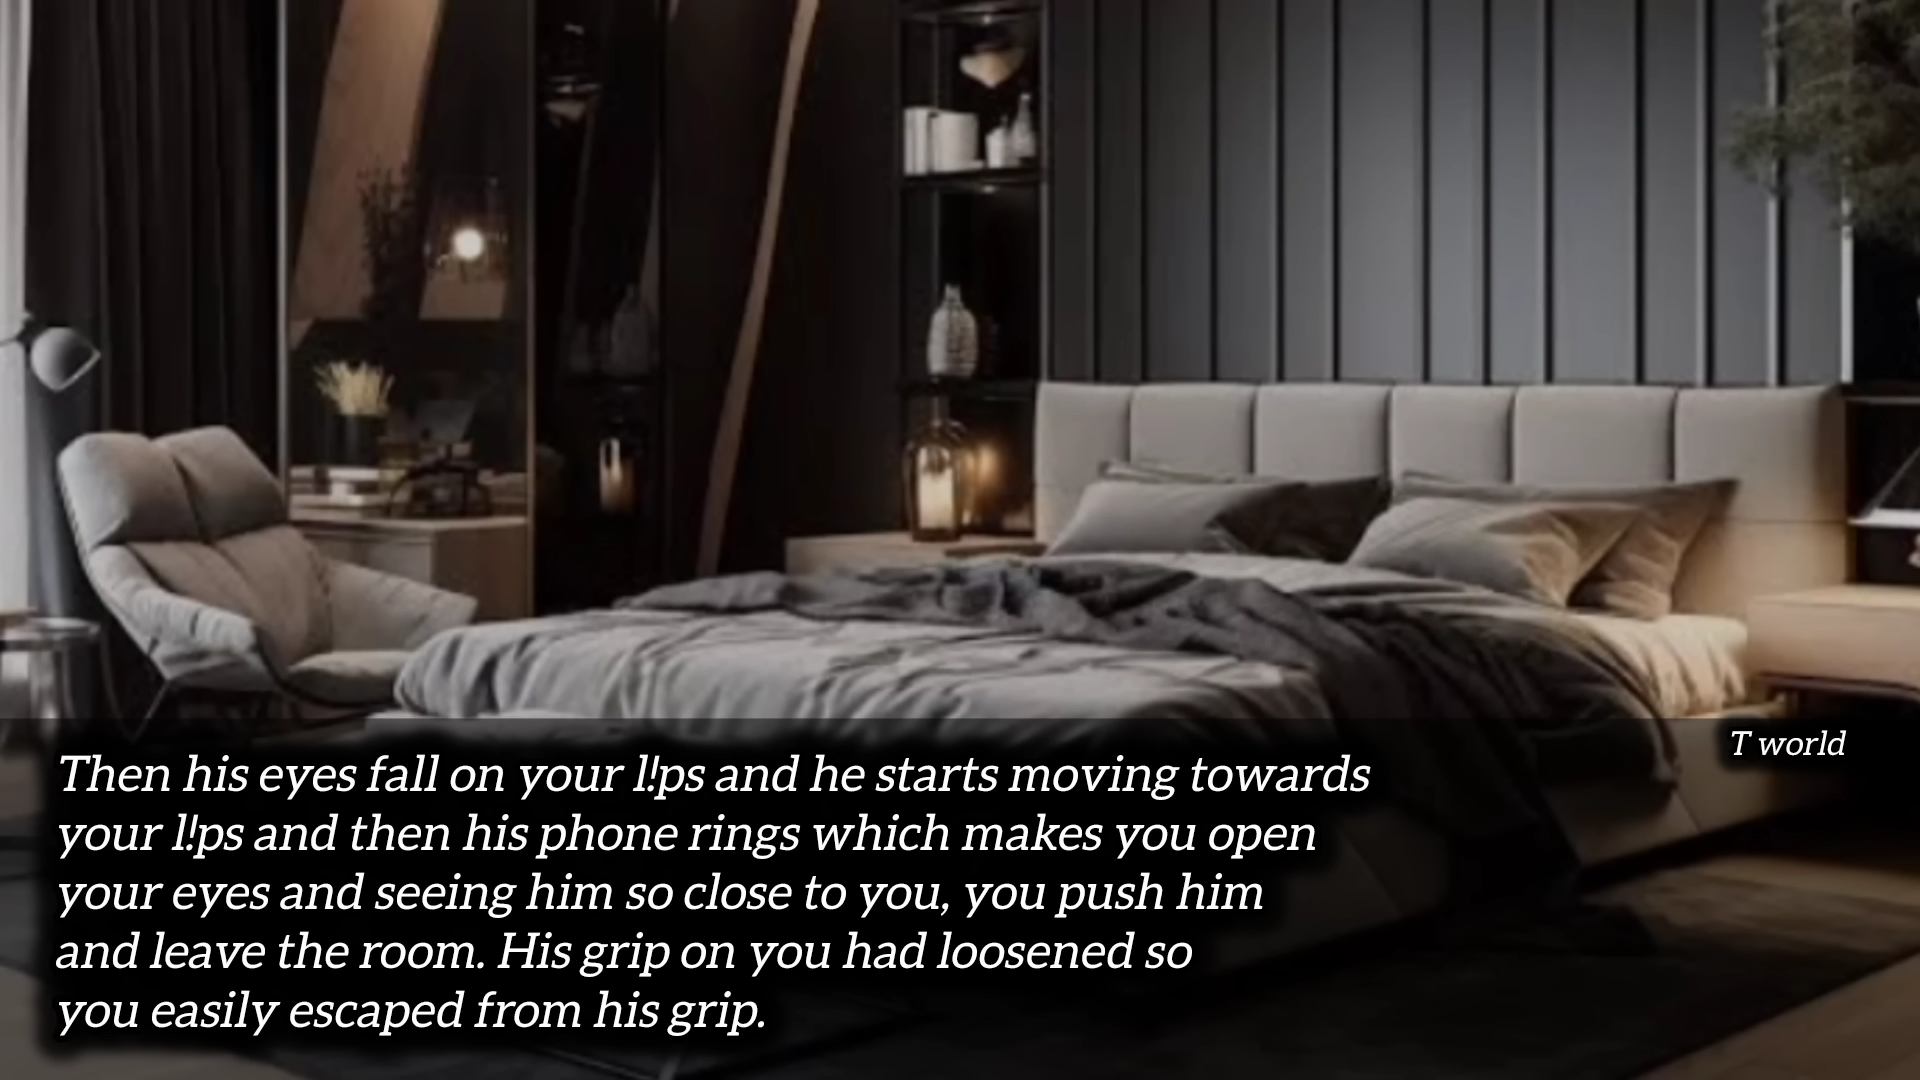 T world
Then his eyes fall on your l!ps and he starts moving towards
your l!ps and then his phone rings which makes you open
your eyes and seeing him so close to you, you push him
and leave the room. His grip on you had loosened so
you easily escaped from his grip.